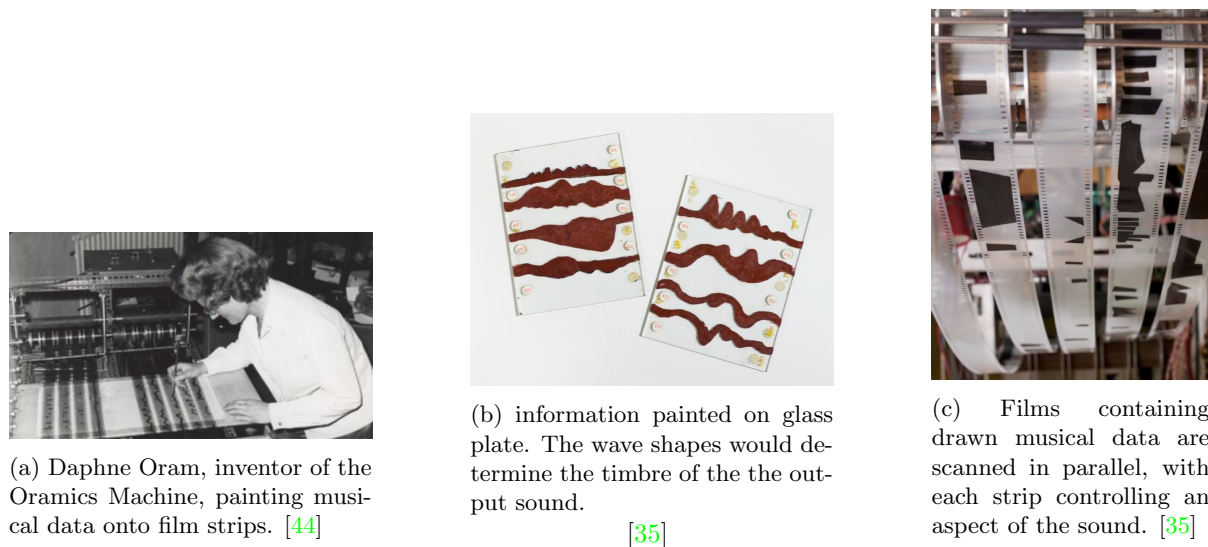 (a) Daphne Oram, inventor of the
Oramics Machine, painting musi-
cal data onto film strips. [44]
(b) information painted on glass
plate. The wave shapes would de-
termine the timbre of the the out-
put sound.
[35]
(c) Films containing
drawn musical data are
scanned in parallel, with
each strip controlling an
aspect of the sound. [35]